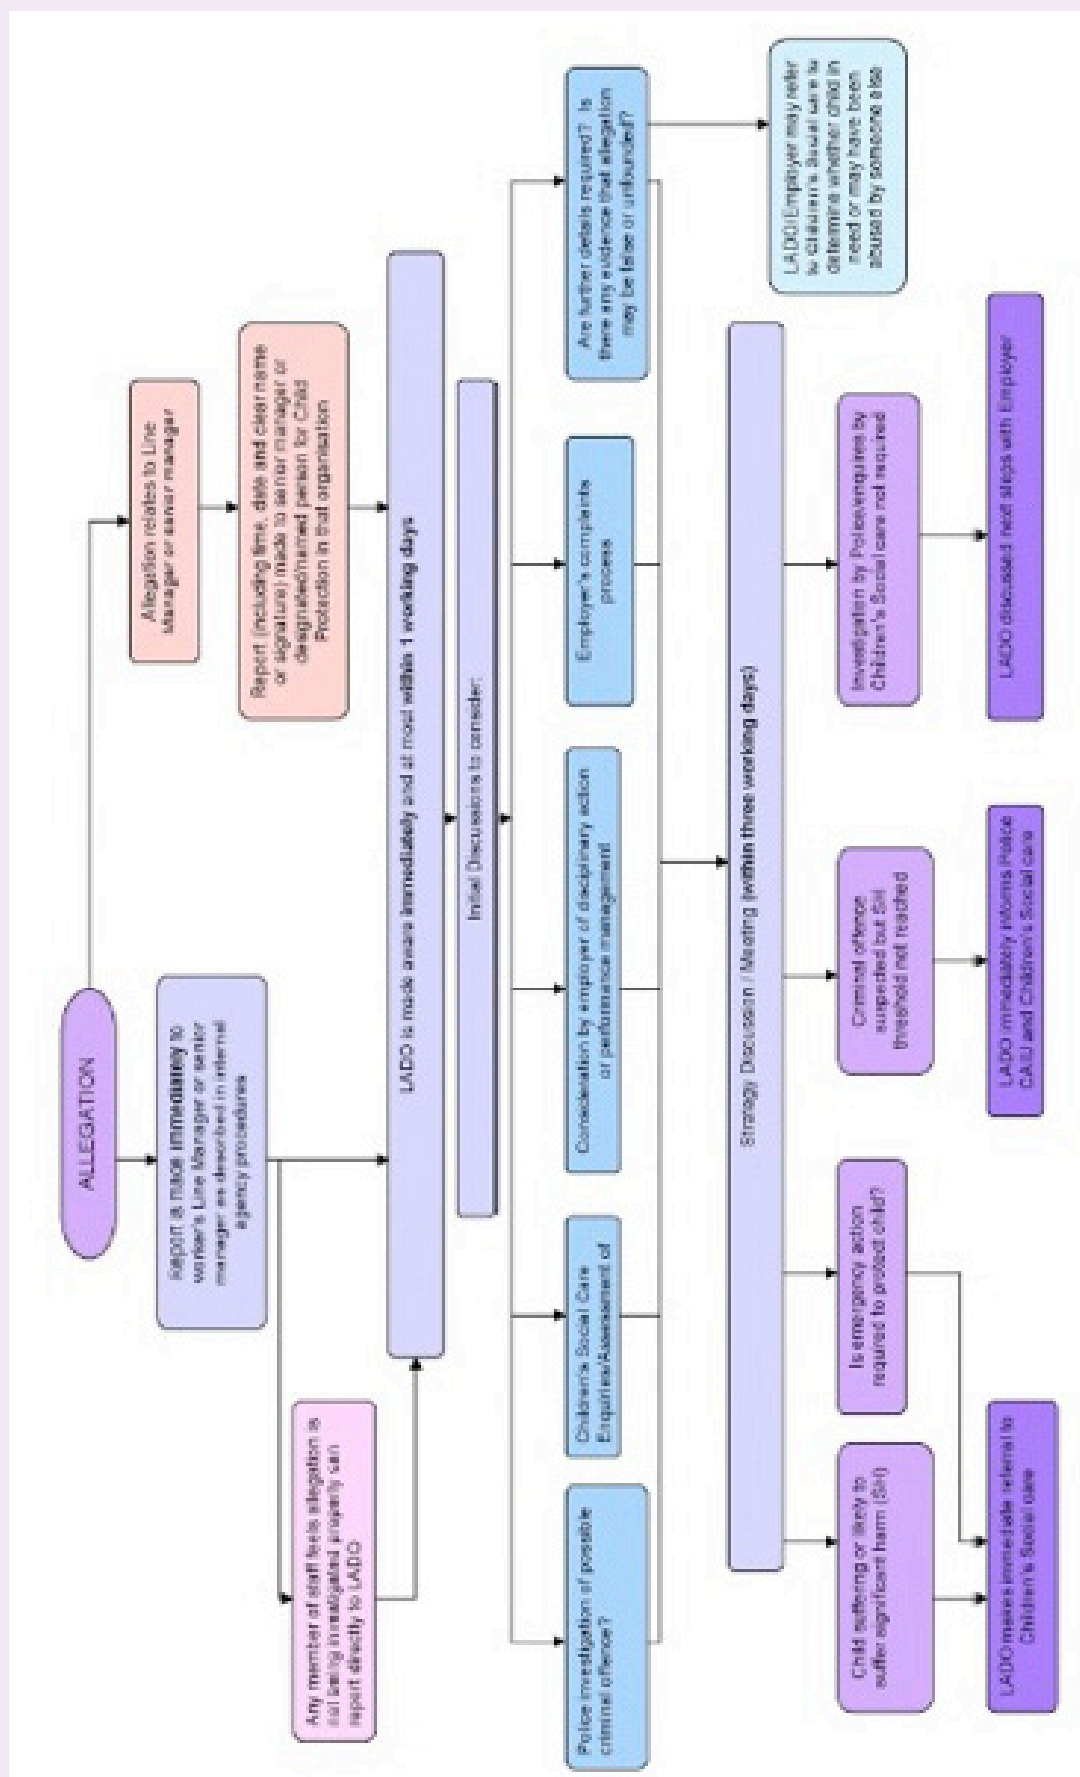 ALLEGATION
Report is made immediately to
worker's Line Manager or senior
manager as described in internal
agency procedures
Allegation relates to Line
Manager or senior manager
Any member of staff feels allegation is
not being investigated properly can
report directly to LADO
Report (including time, date and clear name
or signature) made to senior manager or
designated/named person for Child
Protection in that organisation
LADO is made aware immediately and at most within 1 working days
Initial Discussions to consider:
Police investigation of possible
criminal offence?
Children's Social Care
Enquiries/Assessment of
Consideration by employer of disciplinary action
or performance management
Employer's complaints
process
Are further details required? Is
there any evidence that allegation
may be false or unfounded?
Strategy Discussion / Meeting (within three working days)
LADO/Employer may refer
to Children's Social care to
determine whether child in
need or may have been
abused by someone else
Child suffering or likely to
suffer significant harm (SH)
Is emergency action
required to protect child?
Criminal offence
suspected but SH
threshold not reached
Investigation by Police/enquires by
Children's Social care not required
LADO makes immediate referral to
Children's Social care
LADO immediately informs Police
CAIU and Children's Social care
LADO discussed next steps with Employer